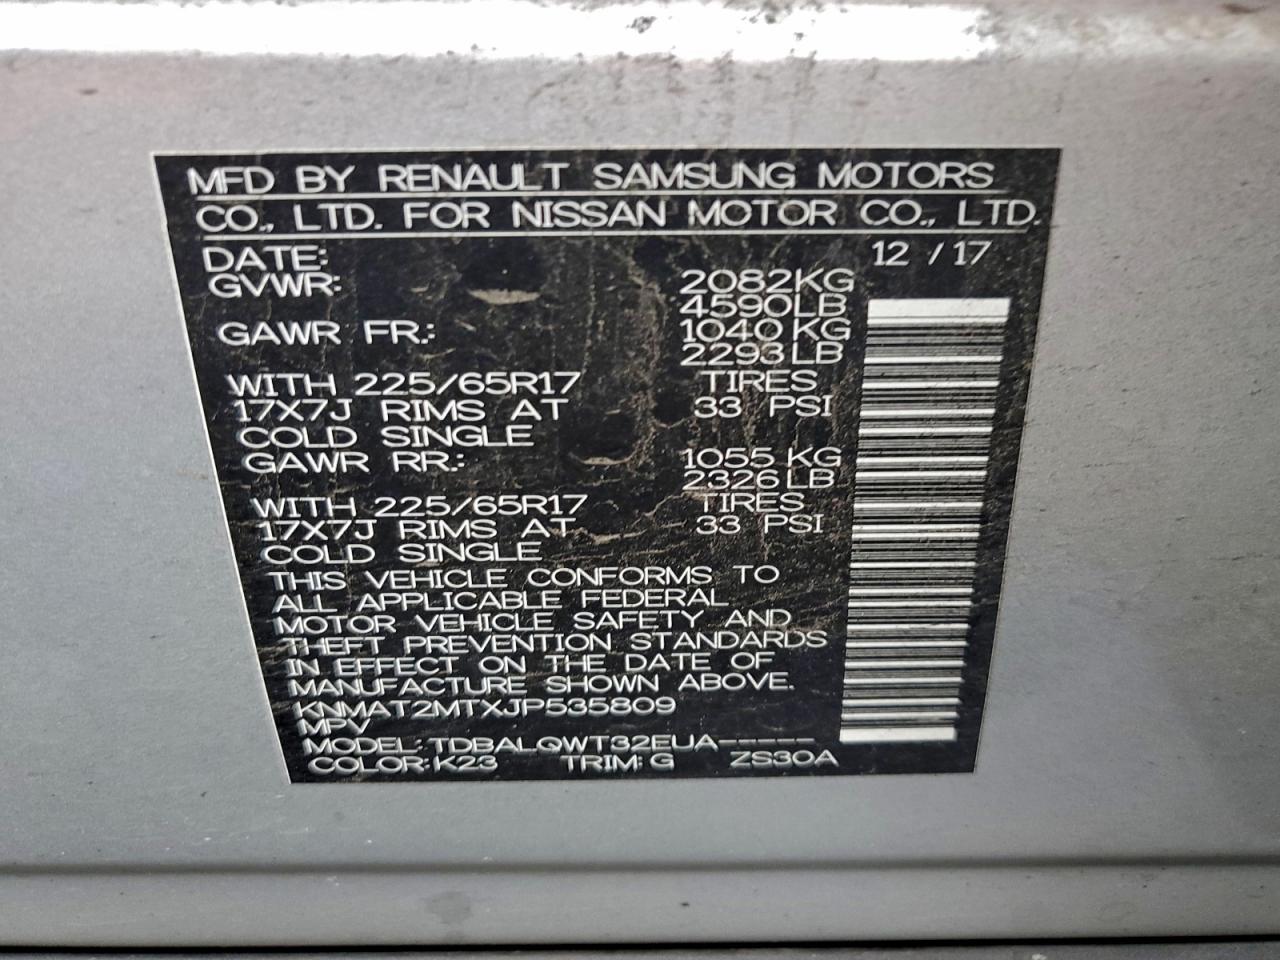 MFD BY RENAULT SAMSUNG MOTORS
CO., LTD. FOR NISSAN MOTOR CO., LTD.
DATE: 12 / 17
GVWR: 2082KG
4590LB
GAWR FR.: 1040 KG
2293 LB
WITH 225/65R17 TIRES
17X7J RIMS AT 33 PSI
COLD SINGLE
GAWR RR.: 1055 KG
2326 LB
WITH 225/65R17 TIRES
17X7J RIMS AT 33 PSI
COLD SINGLE
THIS VEHICLE CONFORMS TO
ALL APPLICABLE FEDERAL
MOTOR VEHICLE SAFETY AND
THEFT PREVENTION STANDARDS
IN EFFECT ON THE DATE OF
MANUFACTURE SHOWN ABOVE.
KNMAT2MTXJP535809
MPV
MODEL: TDBALQWT32EUA-----
COLOR: K23 TRIM: G ZS30A